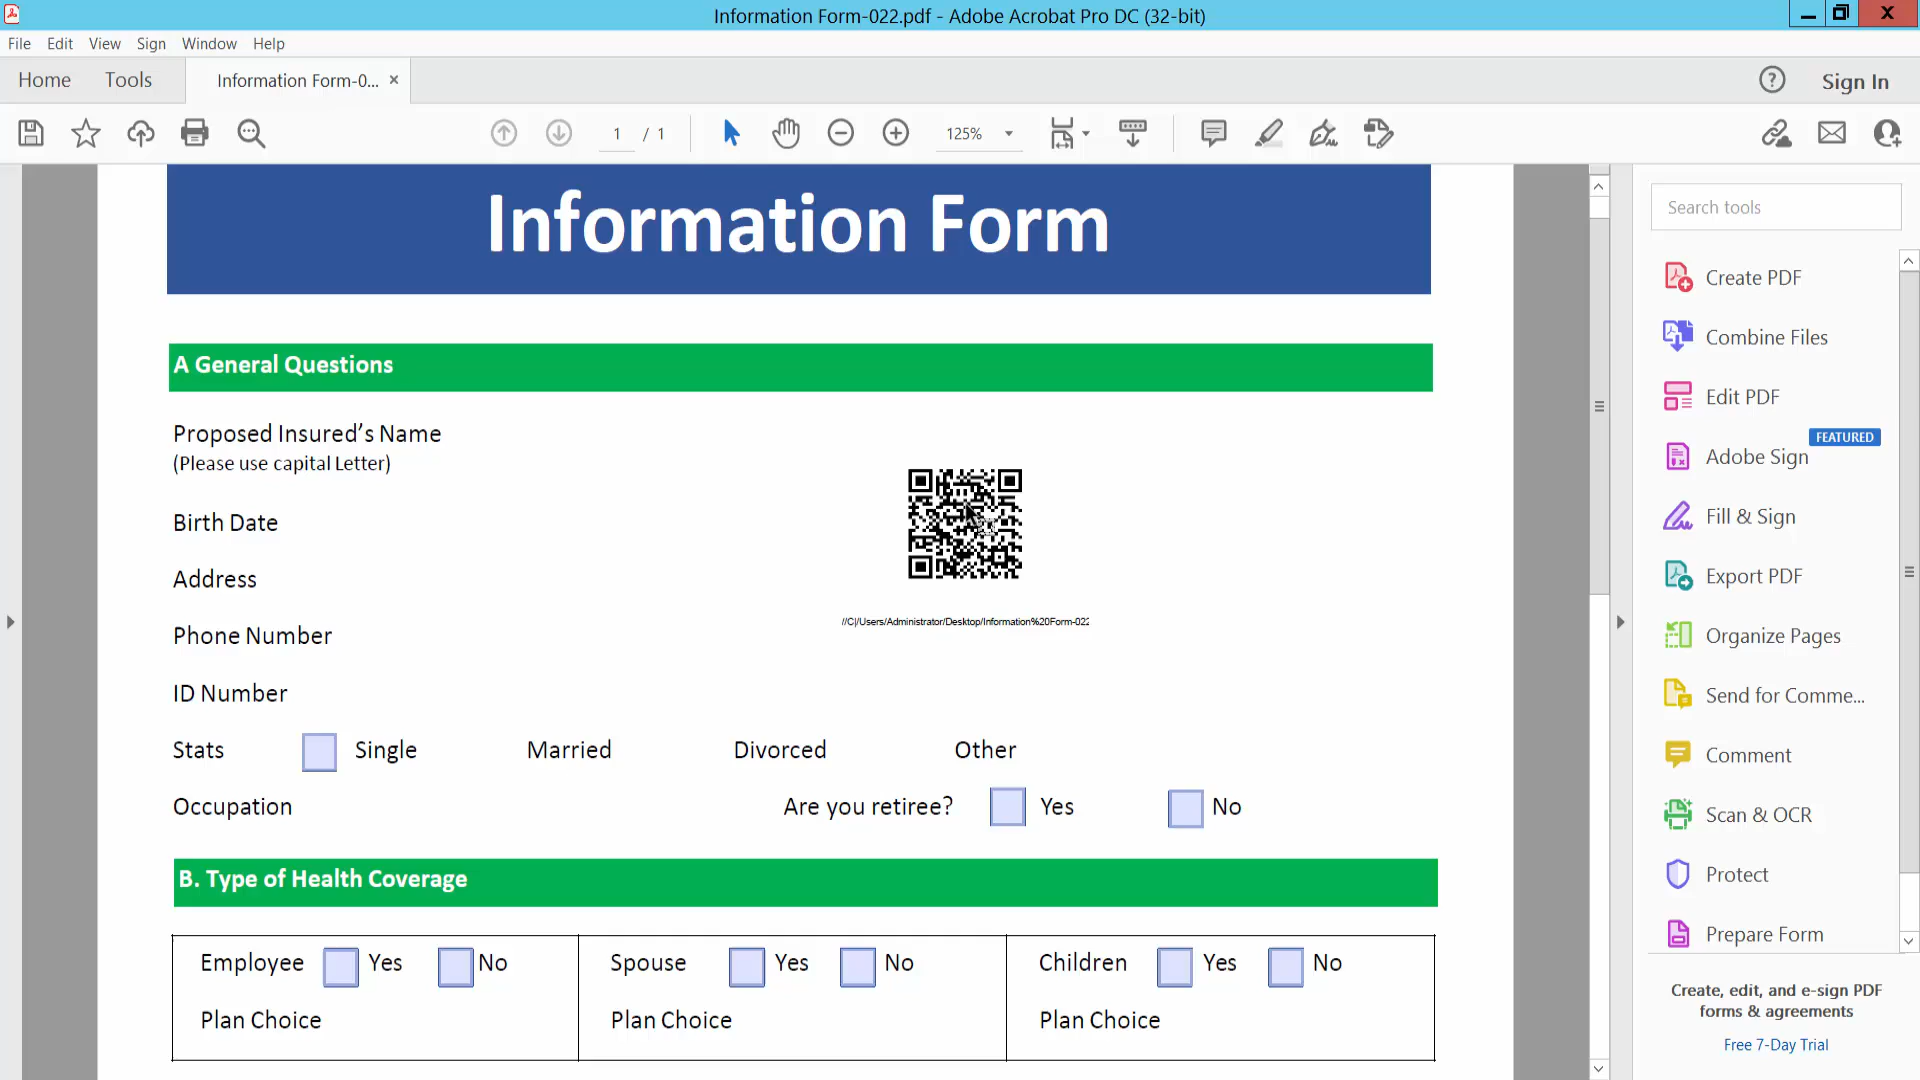 Information Form-022.pdf - Adobe Acrobat Pro DC (32-bit)
File Edit View Sign Window Help
Home Tools Information Form-0... × Sign In
1 / 1 125%
Information Form
A General Questions
Proposed Insured's Name
(Please use capital Letter)
Birth Date
Address
//C|/Users/Administrator/Desktop/Information%20Form-022
Phone Number
ID Number
Stats Single Married Divorced Other
Occupation Are you retiree? Yes No
B. Type of Health Coverage
Employee Yes No Spouse Yes No Children Yes No
Plan Choice Plan Choice Plan Choice
Search tools
Create PDF
Combine Files
Edit PDF
FEATURED
Adobe Sign
Fill & Sign
Export PDF
Organize Pages
Send for Comme...
Comment
Scan & OCR
Protect
Prepare Form
Create, edit, and e-sign PDF
forms & agreements
Free 7-Day Trial